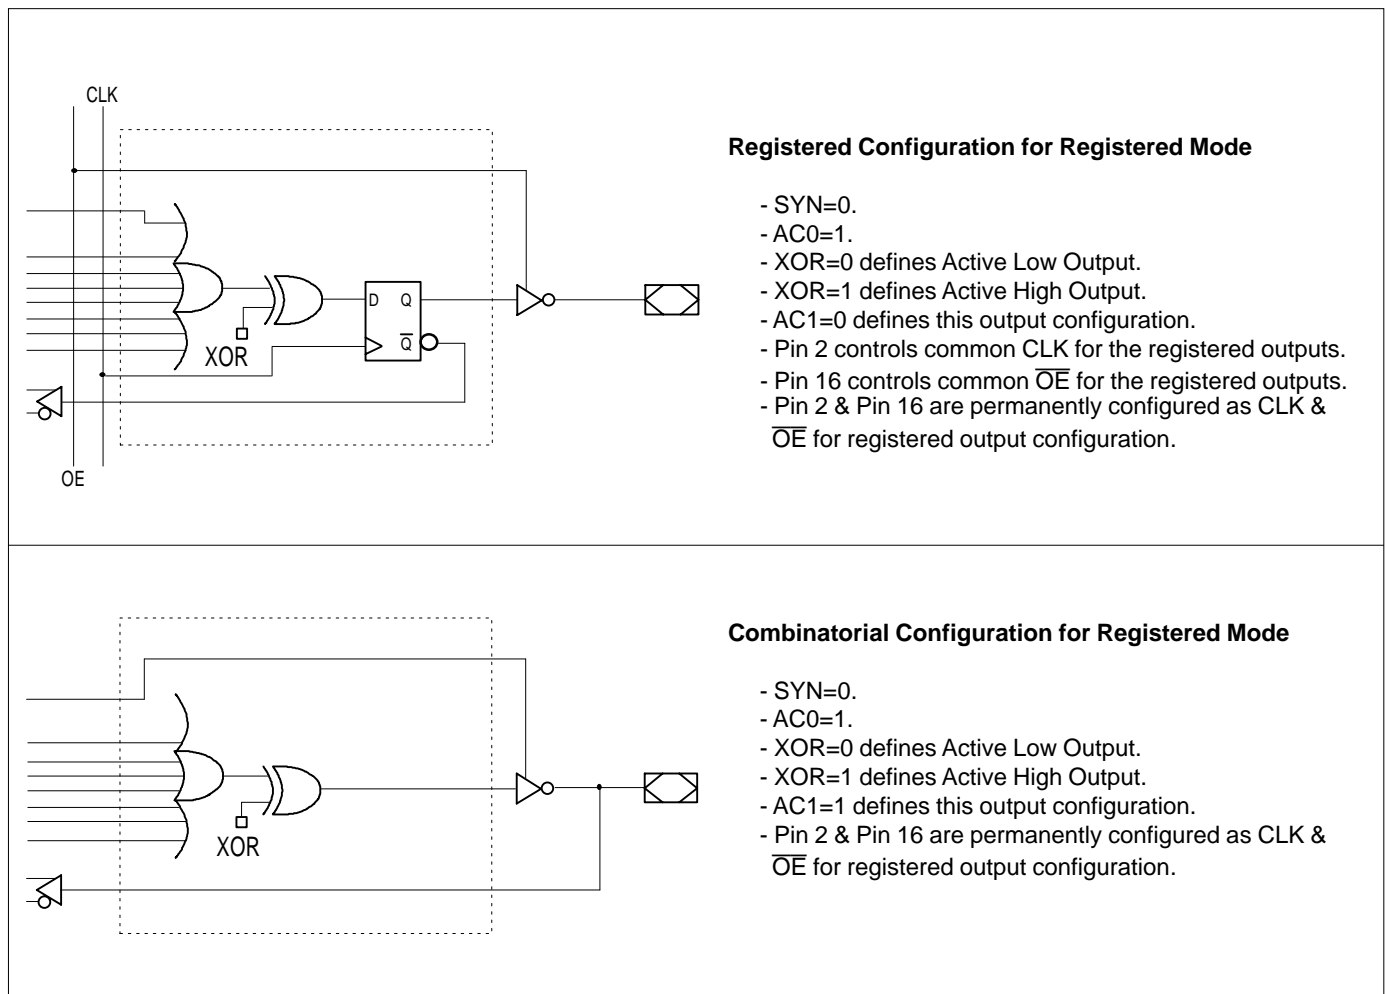 CLK
XOR
D Q
Q̅
OE
Registered Configuration for Registered Mode
- SYN=0.
- AC0=1.
- XOR=0 defines Active Low Output.
- XOR=1 defines Active High Output.
- AC1=0 defines this output configuration.
- Pin 2 controls common CLK for the registered outputs.
- Pin 16 controls common O̅E̅ for the registered outputs.
- Pin 2 & Pin 16 are permanently configured as CLK &
O̅E̅ for registered output configuration.
XOR
Combinatorial Configuration for Registered Mode
- SYN=0.
- AC0=1.
- XOR=0 defines Active Low Output.
- XOR=1 defines Active High Output.
- AC1=1 defines this output configuration.
- Pin 2 & Pin 16 are permanently configured as CLK &
O̅E̅ for registered output configuration.